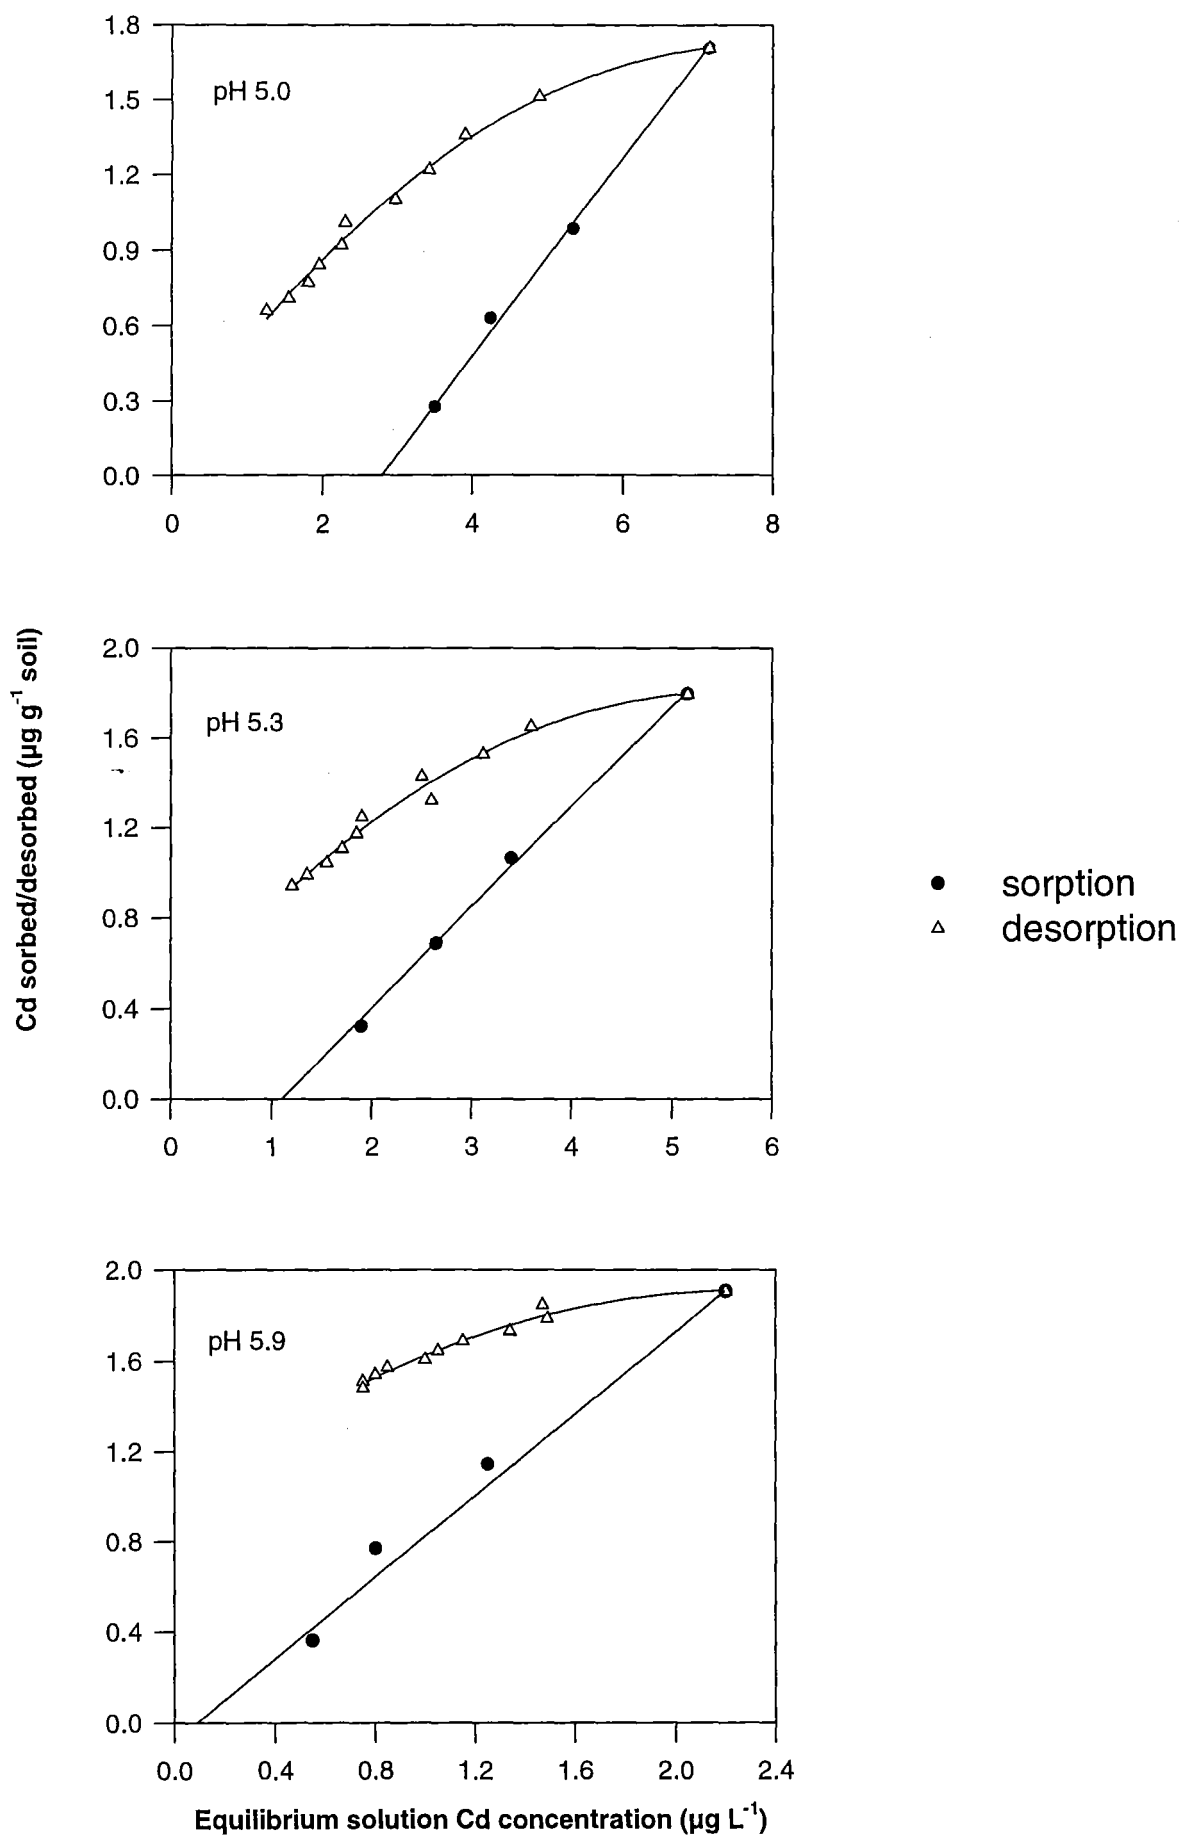 1.8
1.5
1.2
0.9
0.6
0.3
0.0
pH 5.0
0 2 4 6 8
Cd sorbed/desorbed (µg g⁻¹ soil)
2.0
1.6
1.2
0.8
0.4
0.0
pH 5.3
0 1 2 3 4 5 6
sorption
desorption
2.0
1.6
1.2
0.8
0.4
0.0
pH 5.9
0.0 0.4 0.8 1.2 1.6 2.0 2.4
Equilibrium solution Cd concentration (µg L⁻¹)